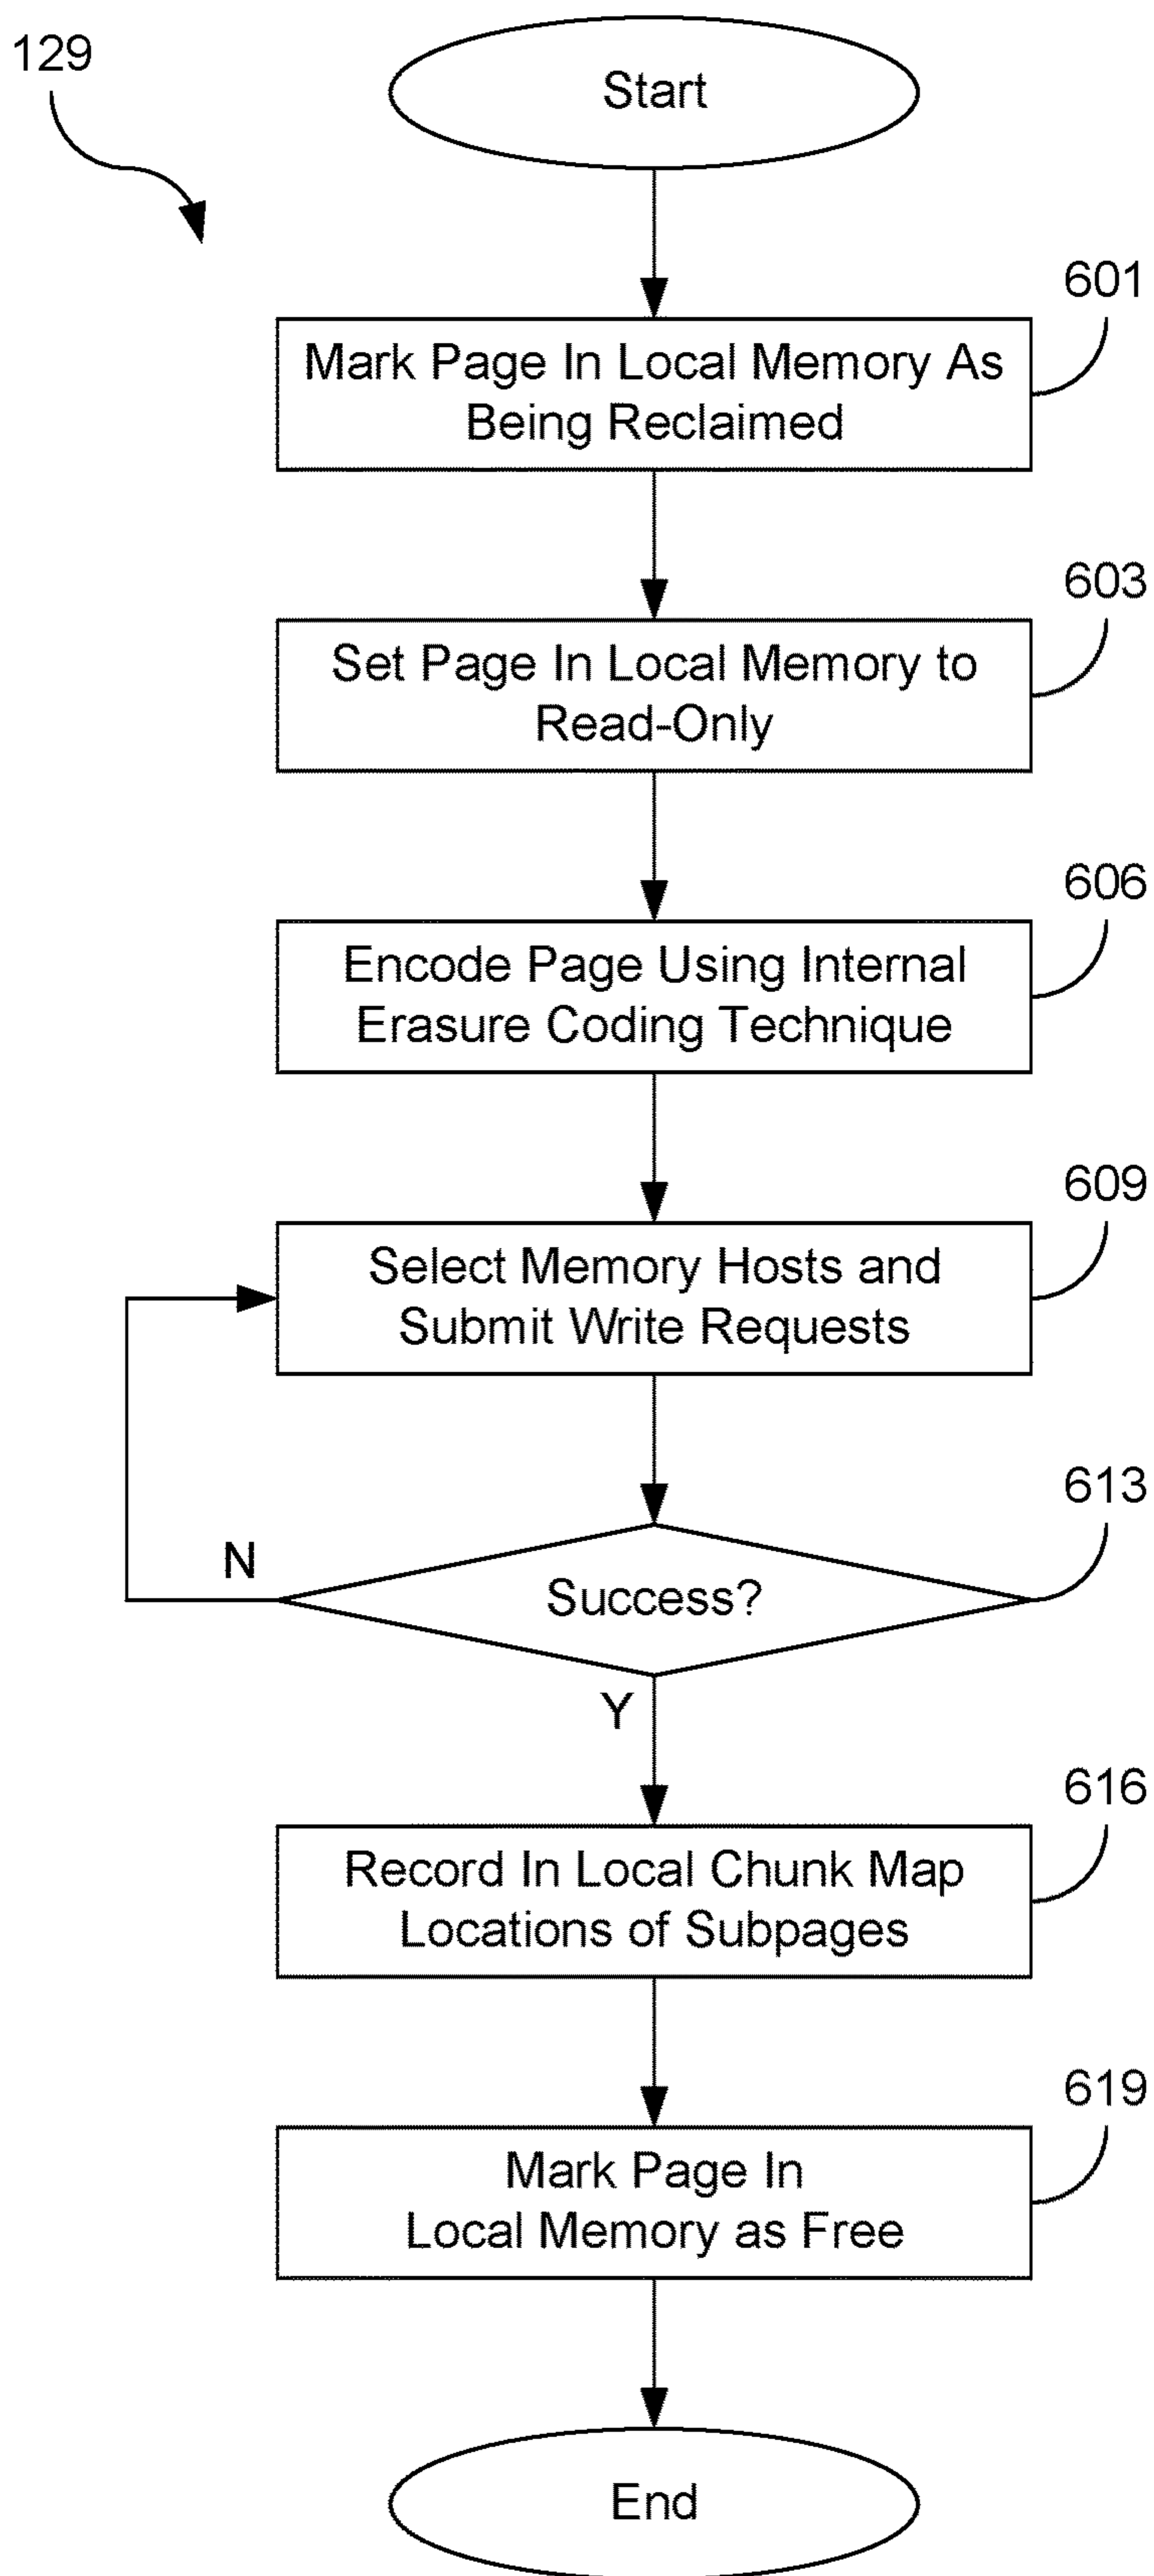 129
Start
601
Mark Page In Local Memory As
Being Reclaimed
603
Set Page In Local Memory to
Read-Only
606
Encode Page Using Internal
Erasure Coding Technique
609
Select Memory Hosts and
Submit Write Requests
613
N
Success?
Y
616
Record In Local Chunk Map
Locations of Subpages
619
Mark Page In
Local Memory as Free
End